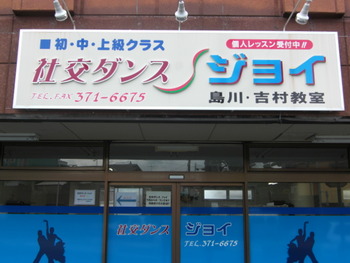 ■ 初・中・上級クラス
個人レッスン受付中!!
社交ダンス
ジョイ
TEL.FAX 371-6675
島川・吉村教室
社交ダンス ジョイ
TEL.371-6675